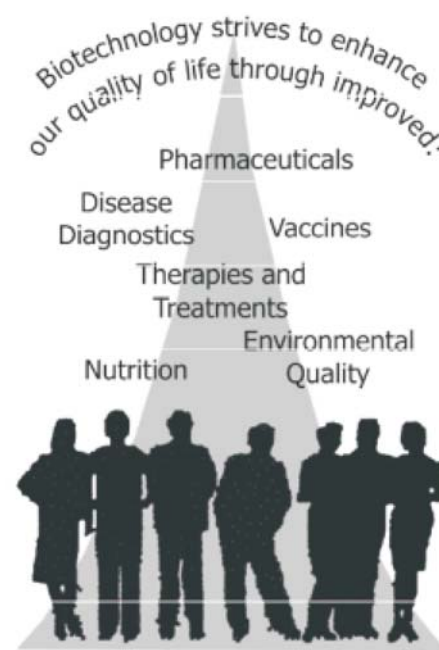 Biotechnology strives to enhance
our quality of life through improved:
Pharmaceuticals
Disease
Diagnostics
Vaccines
Therapies and
Treatments
Environmental
Quality
Nutrition